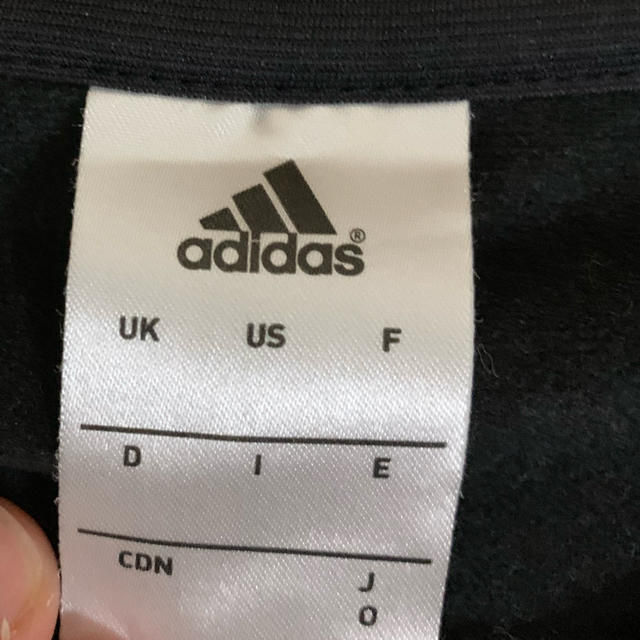 adidas®
UK US F
D I E
CDN J
O